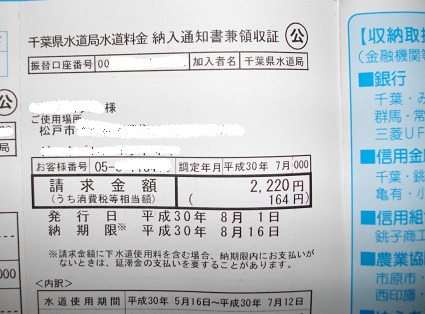 千葉県水道局水道料金 納入通知書兼領収証 公
振替口座番号 00 加入者名 千葉県水道局
様
ご使用場所
松戸市
お客様番号 05- 調定年月 平成30年 7月 000
請求金額 2,220円
(うち消費税等相当額) ( 164円)
発行日 平成30年 8月 1日
納期限※ 平成30年 8月16日
※請求金額に下水道使用料を含む場合、納期限内にお支払いが
ないときは、延滞金の支払いを要することがあります。
<内訳>
水道使用期間 平成30年 5月16日〜平成30年 7月12日
公
【収納取扱
(金融機関等
■銀行
千葉・み
群馬・常
三菱UF
■信用金
千葉・銚
亀有・小
■信用組
銚子商工
■農業協
市原市・
西印旛・